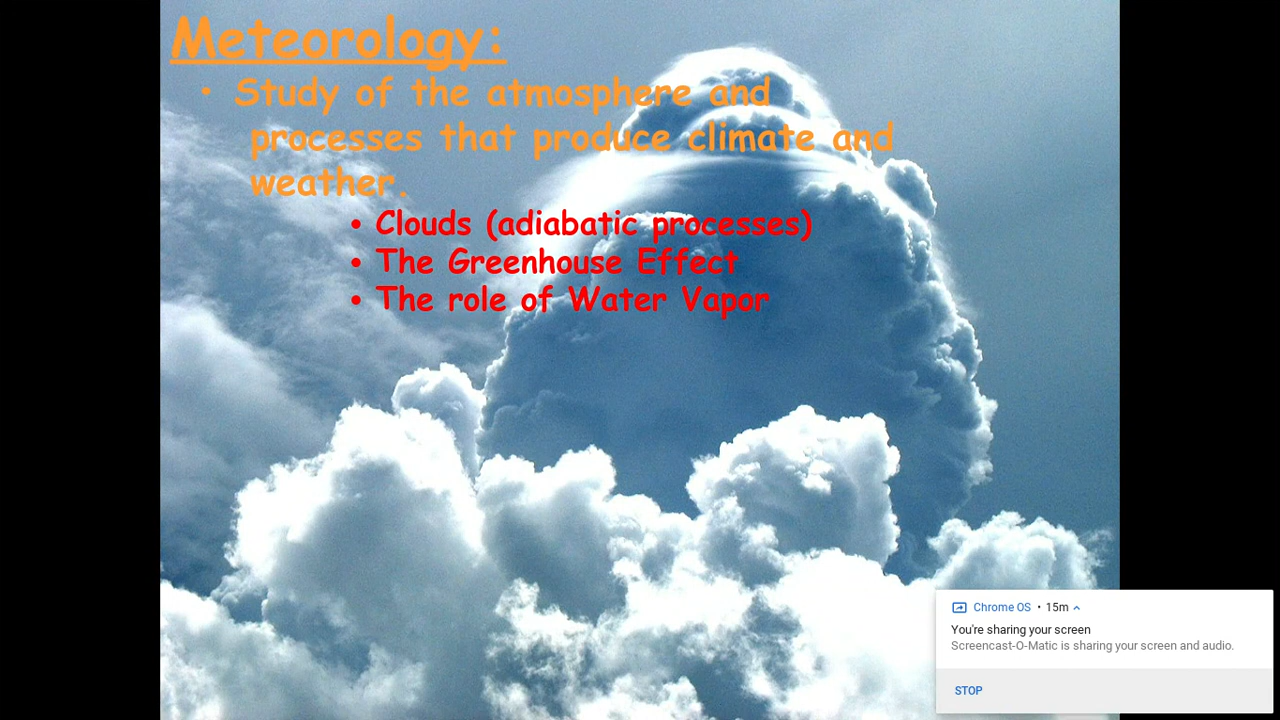 Meteorology:
• Study of the atmosphere and
processes that produce climate and
weather.
• Clouds (adiabatic processes)
• The Greenhouse Effect
• The role of Water Vapor
Chrome OS • 15m
You're sharing your screen
Screencast-O-Matic is sharing your screen and audio.
STOP